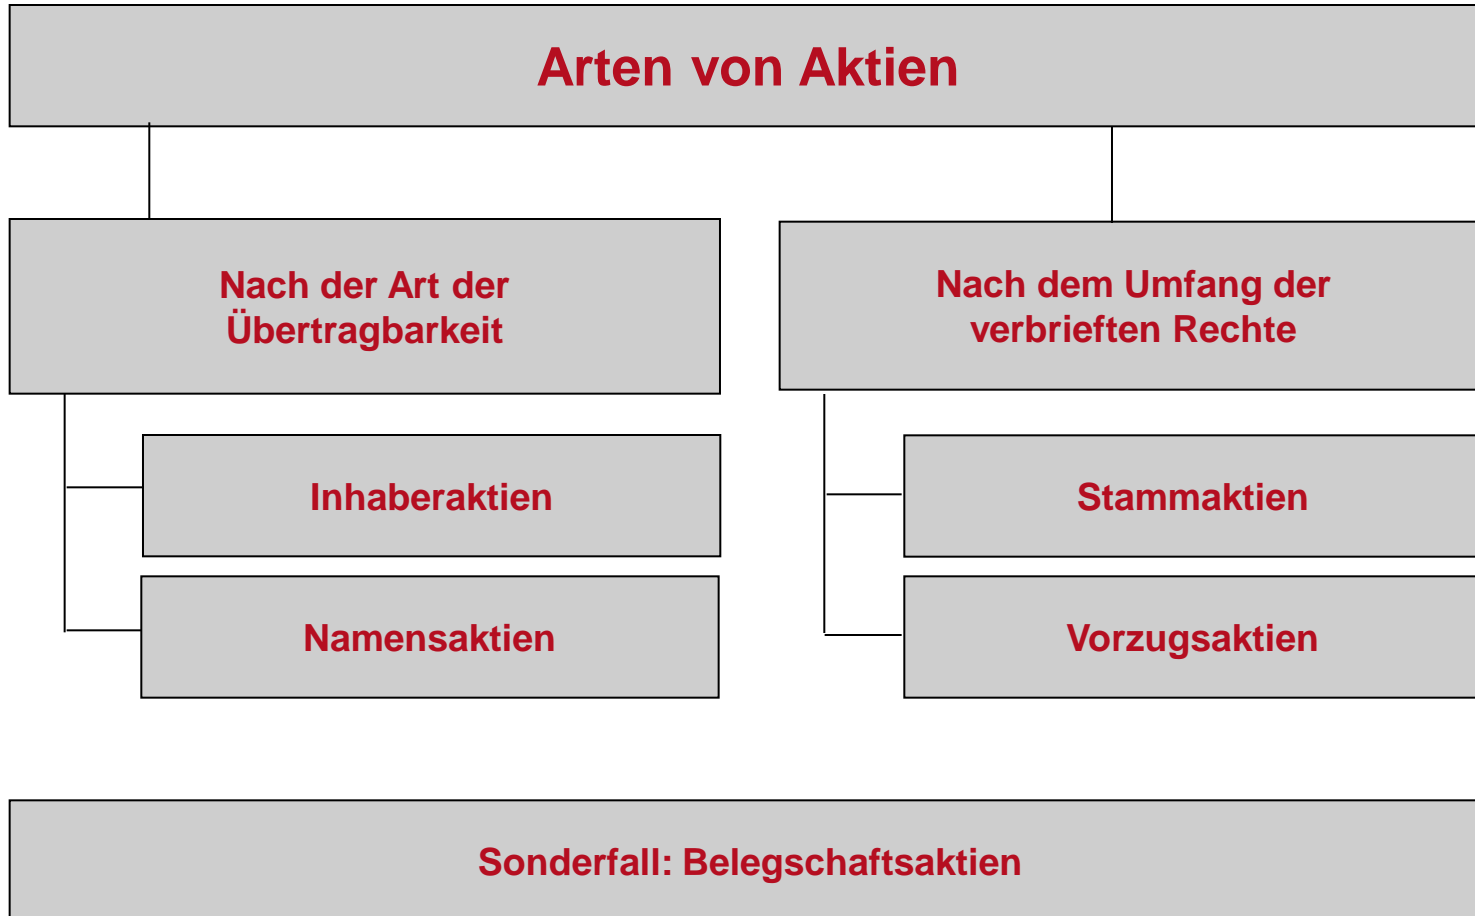 Arten von Aktien
Nach der Art der
Übertragbarkeit
Inhaberaktien
Namensaktien
Nach dem Umfang der
verbrieften Rechte
Stammaktien
Vorzugsaktien
Sonderfall: Belegschaftsaktien